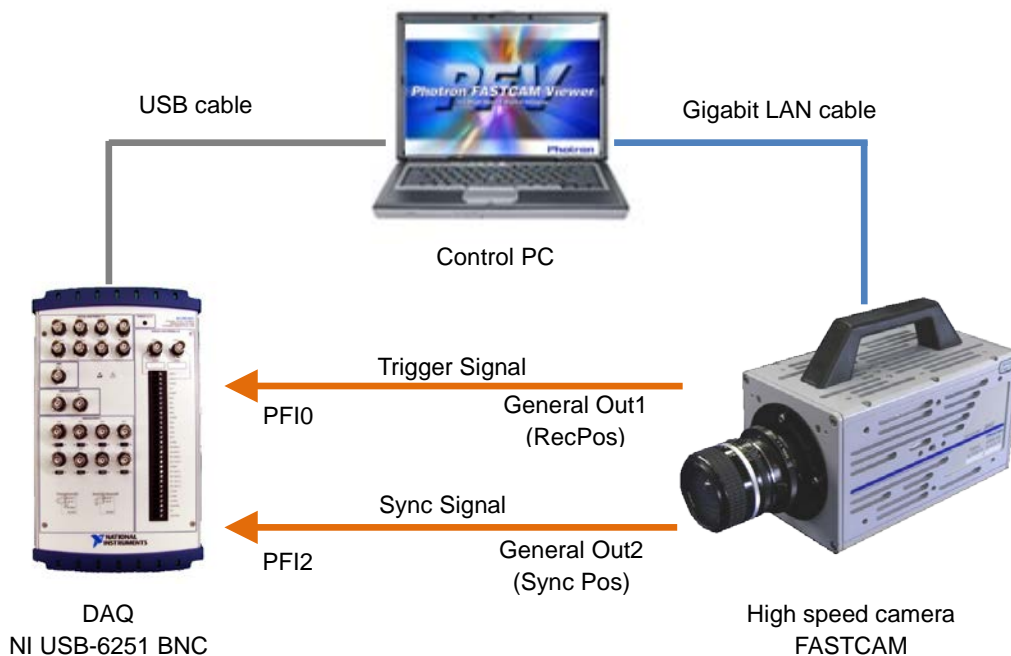 PFV
Photron FASTCAM Viewer
Photron
USB cable
Gigabit LAN cable
Control PC
Trigger Signal
PFI0
General Out1
(RecPos)
Sync Signal
PFI2
General Out2
(Sync Pos)
NATIONAL
INSTRUMENTS
DAQ
NI USB-6251 BNC
High speed camera
FASTCAM